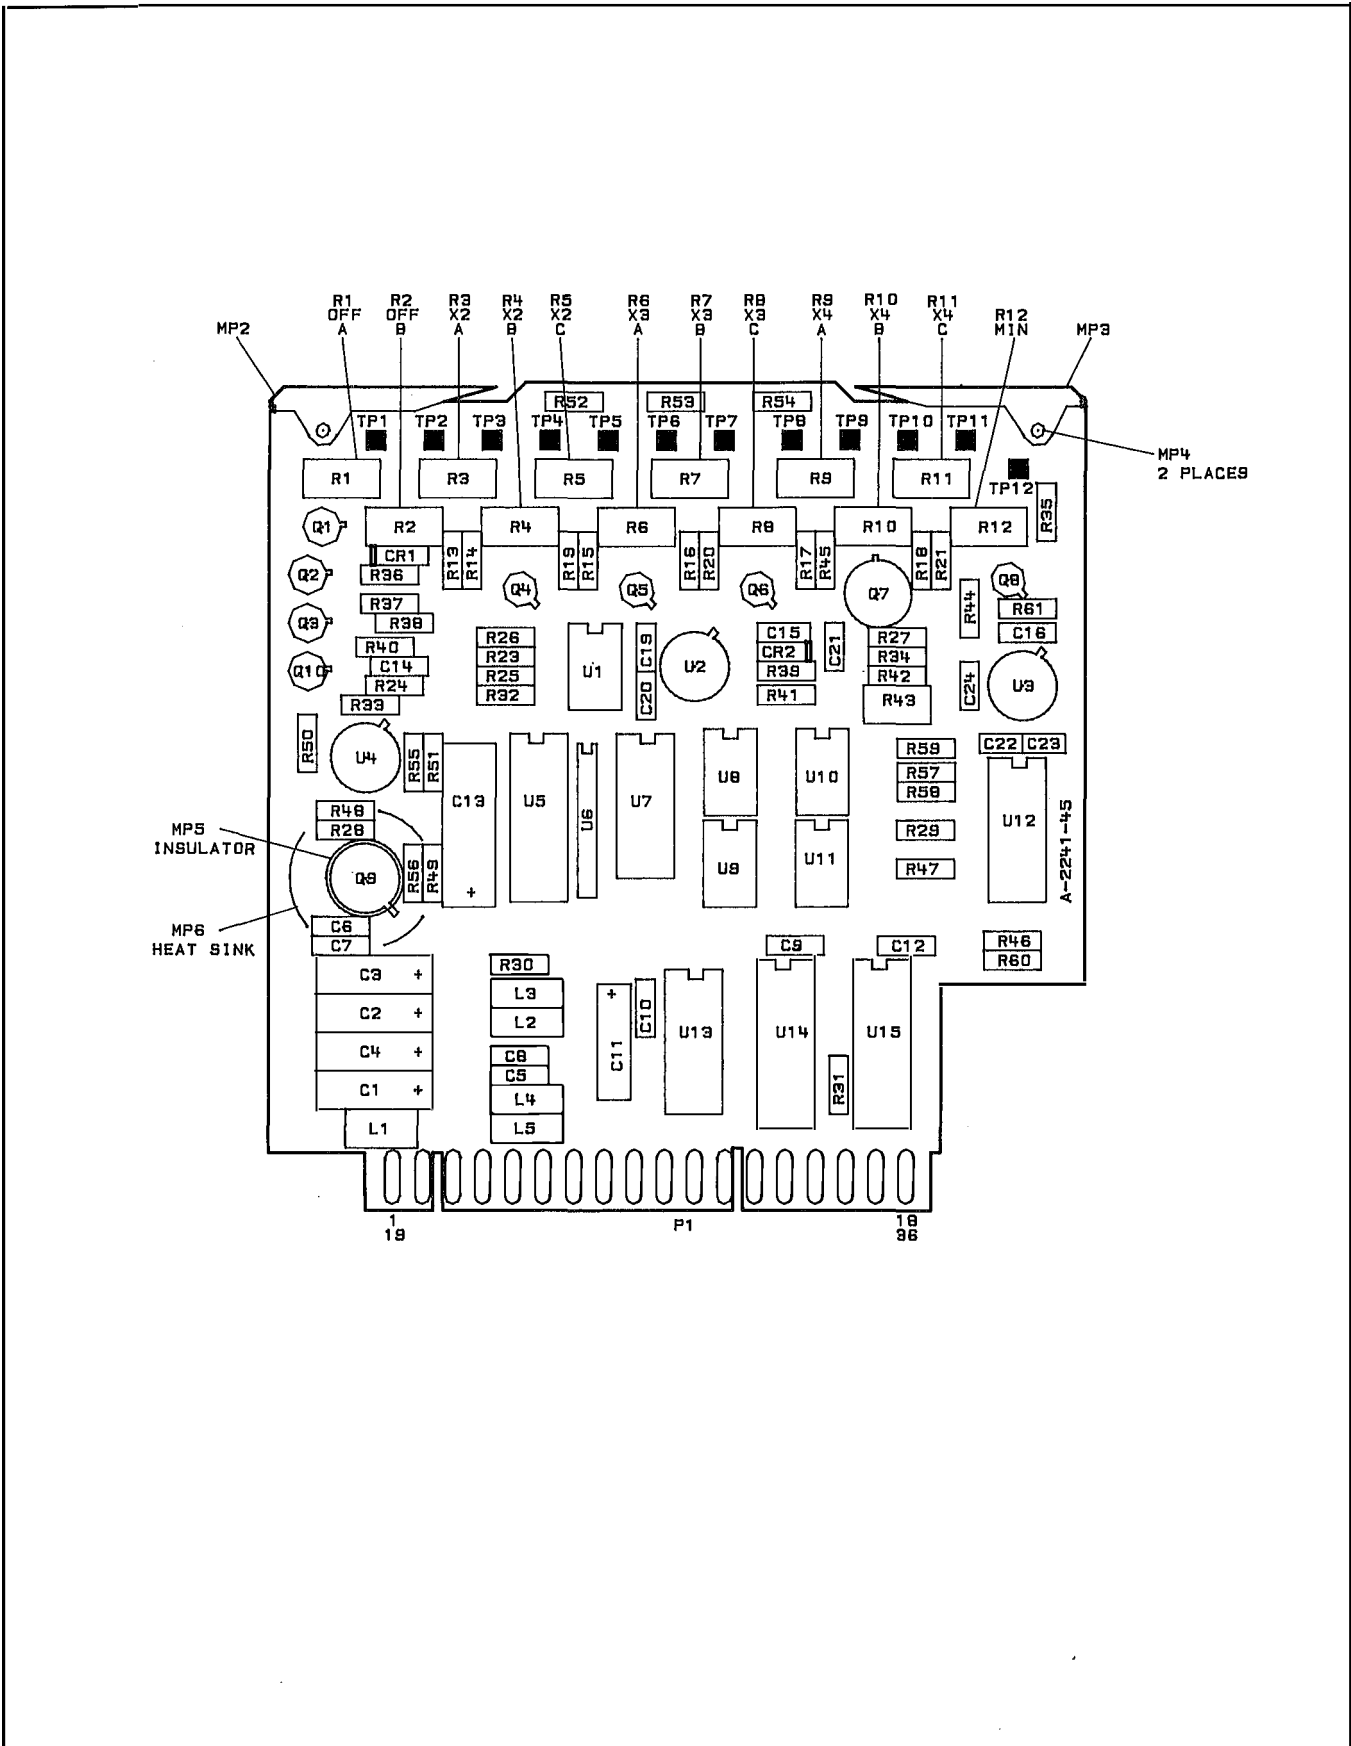 R1 R2 R3 R4 R5 R6 R7 R8 R9 R10 R11
OFF OFF X2 X2 X2 X3 X3 X3 X4 X4 X4 R12
MP2 A B A B C A B C A B C MIN MP3
R52 R53 R54
TP1 TP2 TP3 TP4 TP5 TP6 TP7 TP8 TP9 TP10 TP11
MP4
2 PLACES
R1 R3 R5 R7 R9 R11
TP12
R35
Q1 R2 R4 R6 R8 R10 R12
CR1 R13 R14 R19 R15 R16 R20 R17 R45 R18 R21
Q2 R36 Q4 Q5 Q6 Q7 Q8
R37 R44 R61
Q3 R38
R26 C19 C15 C21 R27 C16
R40 R23 CR2 R34
Q10 C14 R25 U1 U2 R39 R42 C24 U3
R24 R32 C20 R41 R43
R33
R50 U4 R55 R51 R59 C22 C23
R57
C13 U5 U6 U7 U8 U10 R58
R48 U12
MP5 R28 R29
INSULATOR
Q9 R56 R49 U9 U11 R47 A-2241-45
+
MP6 C6
HEAT SINK C7 C9 C12 R46
R60
C3 + R30
L3 +
C2 + L2 C10 U13 U14 U15
C4 + C8 C11
C5 R31
C1 + L4
L1 L5
1 P1 18
19 36